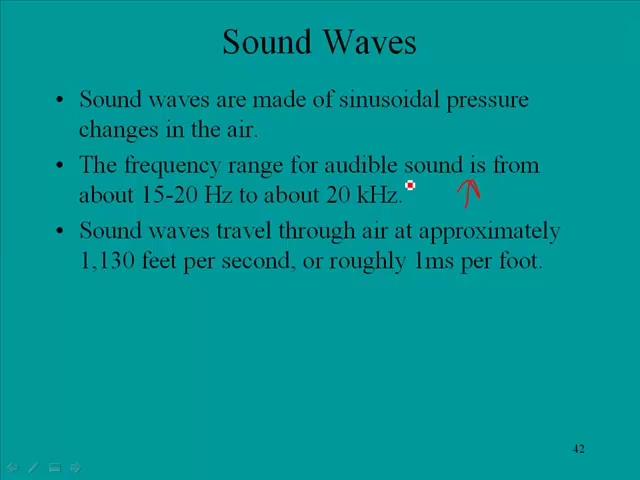 Sound Waves
• Sound waves are made of sinusoidal pressure
changes in the air.
• The frequency range for audible sound is from
about 15-20 Hz to about 20 kHz.
• Sound waves travel through air at approximately
1,130 feet per second, or roughly 1ms per foot.
42